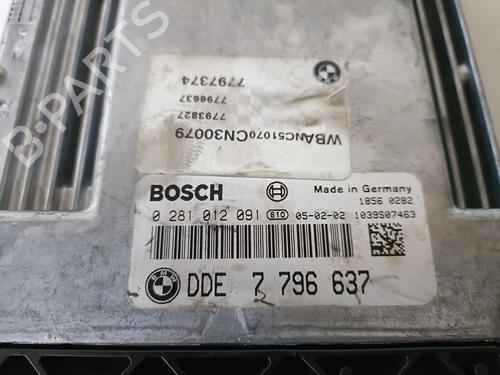 B-PARTS
7797374
7796637
7793827
WBANC51070CN30079
BOSCH
Made in Germany
1856 0282
0 281 012 091 810 05-02-02 1039S07463
BMW
DDE 7 796 637